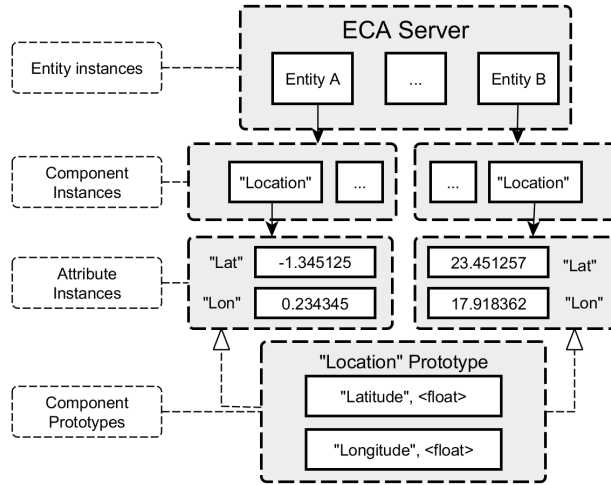 ECA Server
Entity instances
Entity A
...
Entity B
Component
Instances
"Location"
...
...
"Location"
Attribute
Instances
"Lat"
-1.345125
23.451257
"Lat"
"Lon"
0.234345
17.918362
"Lon"
"Location" Prototype
Component
Prototypes
"Latitude", <float>
"Longitude", <float>